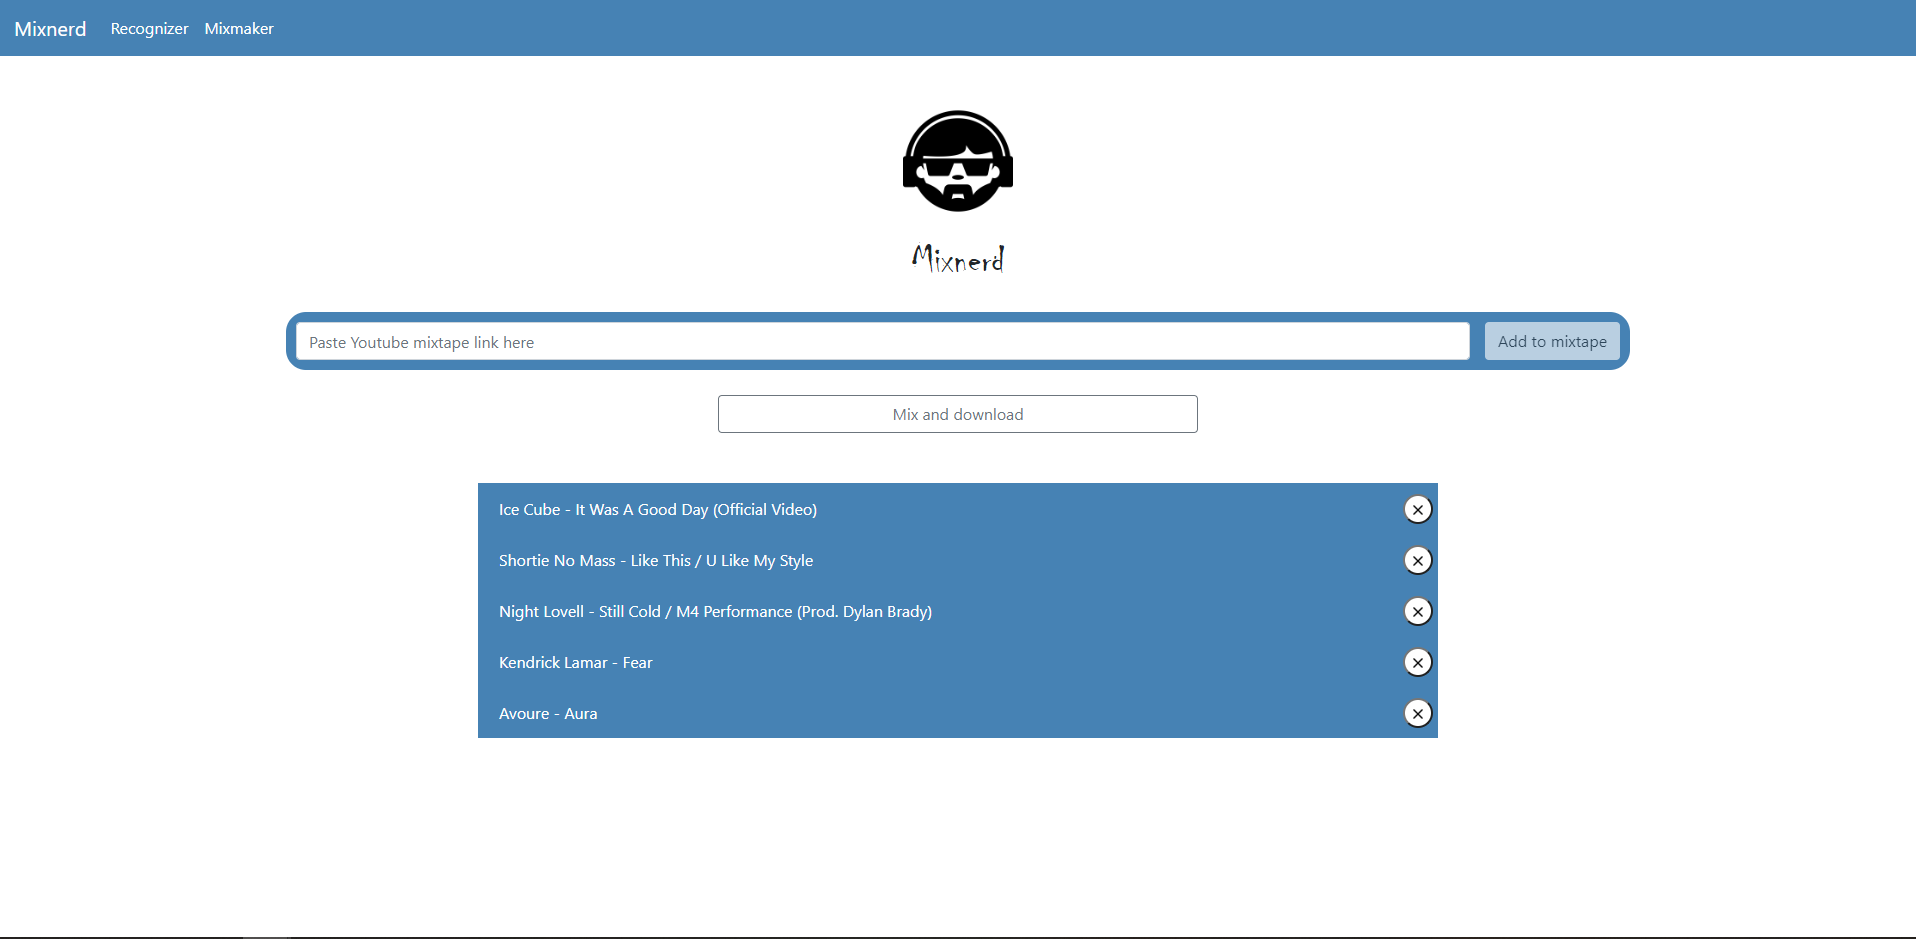 Mixnerd Recognizer Mixmaker
Mixnerd
Paste Youtube mixtape link here Add to mixtape
Mix and download
Ice Cube - It Was A Good Day (Official Video)
Shortie No Mass - Like This / U Like My Style
Night Lovell - Still Cold / M4 Performance (Prod. Dylan Brady)
Kendrick Lamar - Fear
Avoure - Aura